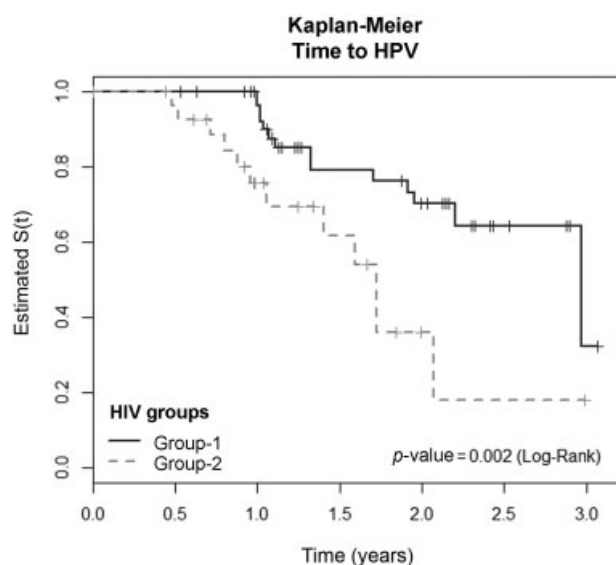 Kaplan-Meier
Time to HPV
Estimated S(t)
1.0
0.8
0.6
0.4
0.2
0.0
HIV groups
Group-1
Group-2
p-value = 0.002 (Log-Rank)
0.0 0.5 1.0 1.5 2.0 2.5 3.0
Time (years)